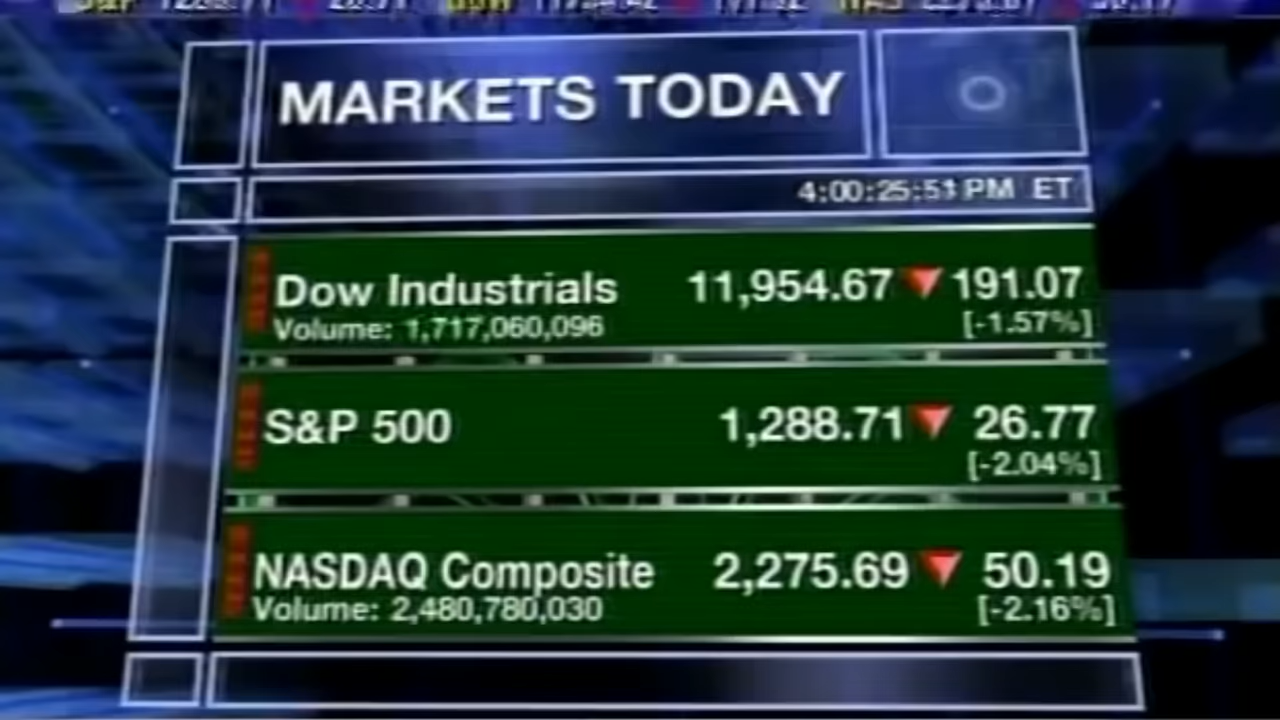 MARKETS TODAY
4:00:25:51 PM ET
Dow Industrials 11,954.67 ▼ 191.07
Volume: 1,717,060,096 [-1.57%]
S&P 500 1,288.71 ▼ 26.77
[-2.04%]
NASDAQ Composite 2,275.69 ▼ 50.19
Volume: 2,480,780,030 [-2.16%]